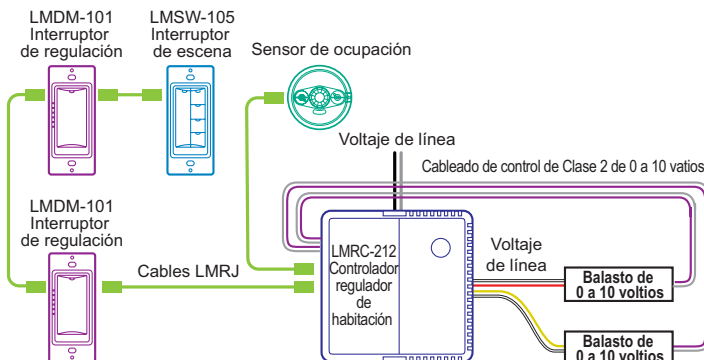 LMDM-101
Interruptor
de regulación
LMSW-105
Interruptor
de escena
Sensor de ocupación
Voltaje de línea
Cableado de control de Clase 2 de 0 a 10 vatios
LMDM-101
Interruptor
de regulación
Cables LMRJ
LMRC-212
Controlador
regulador
de
habitación
Voltaje
de línea
Balasto de
0 a 10 voltios
Balasto de
0 a 10 voltios